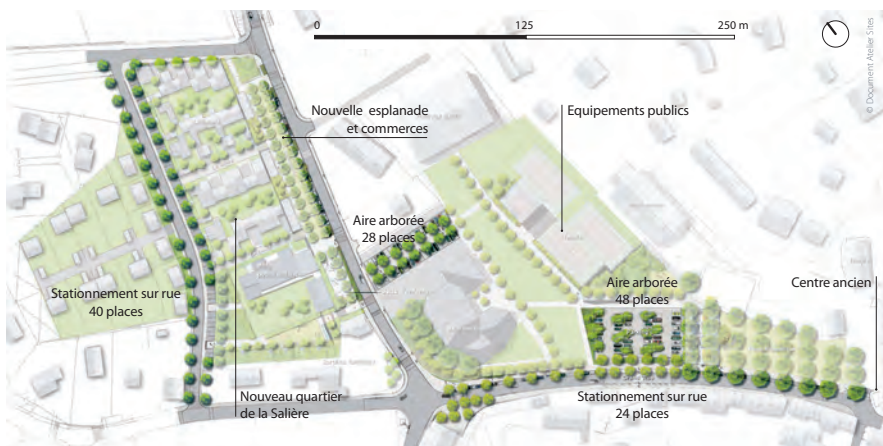 0
125
250 m
© Document Atelier Sites
Nouvelle esplanade
et commerces
Equipements publics
Aire arborée
28 places
Stationnement sur rue
40 places
Aire arborée
48 places
Centre ancien
Nouveau quartier
de la Salière
Stationnement sur rue
24 places